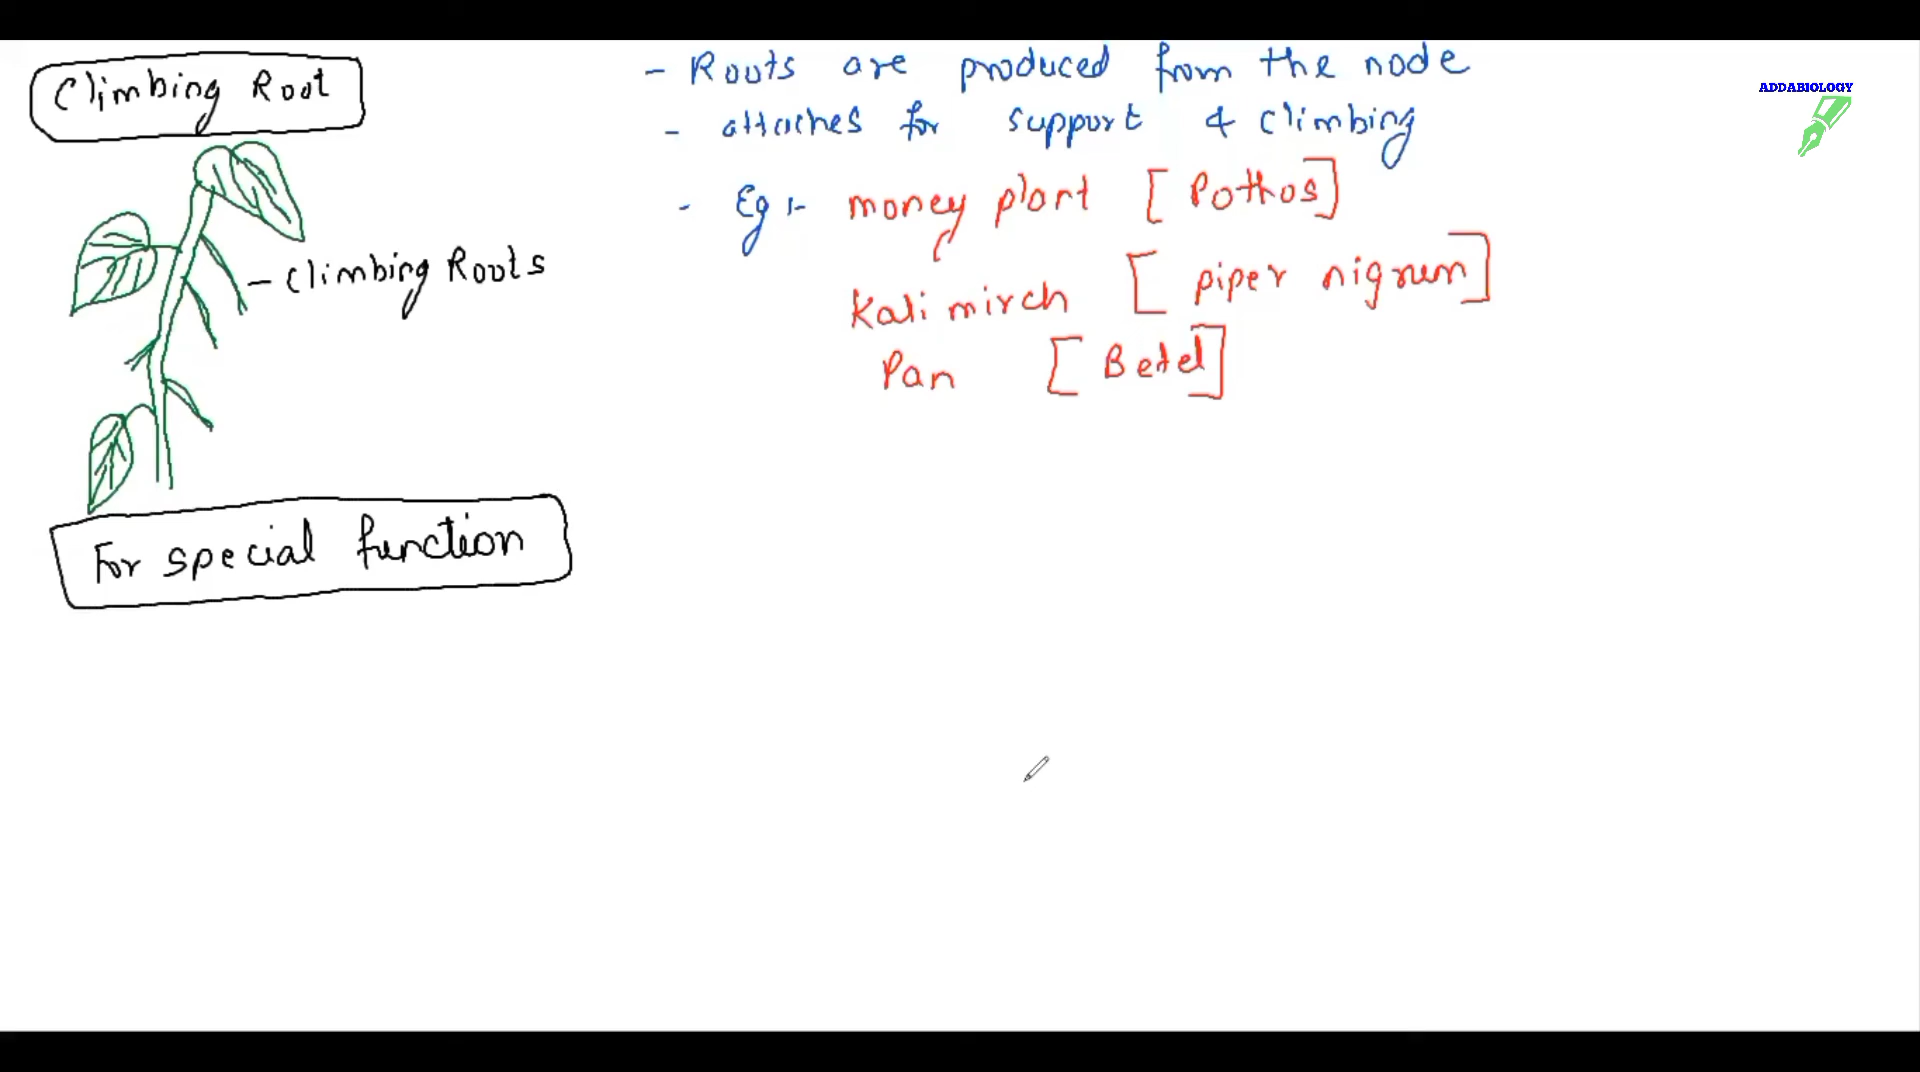 Climbing Root
- Roots are produced from the node
- attaches for support & climbing
- Eg :- money plant [Pothos]
Kali mirch [piper nigrum]
Pan [Betel]
- Climbing Roots
For special function
ADDABIOLOGY